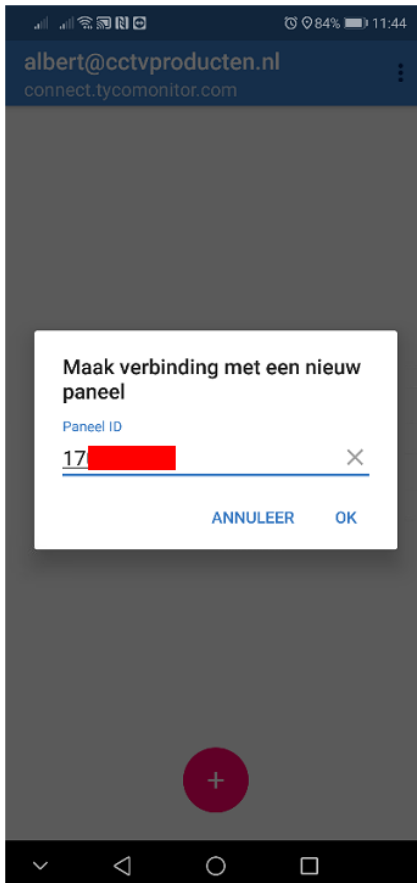 84% 11:44
albert@cctvproducten.nl
connect.tycomonitor.com
Maak verbinding met een nieuw
paneel
Paneel ID
17
ANNULEER OK